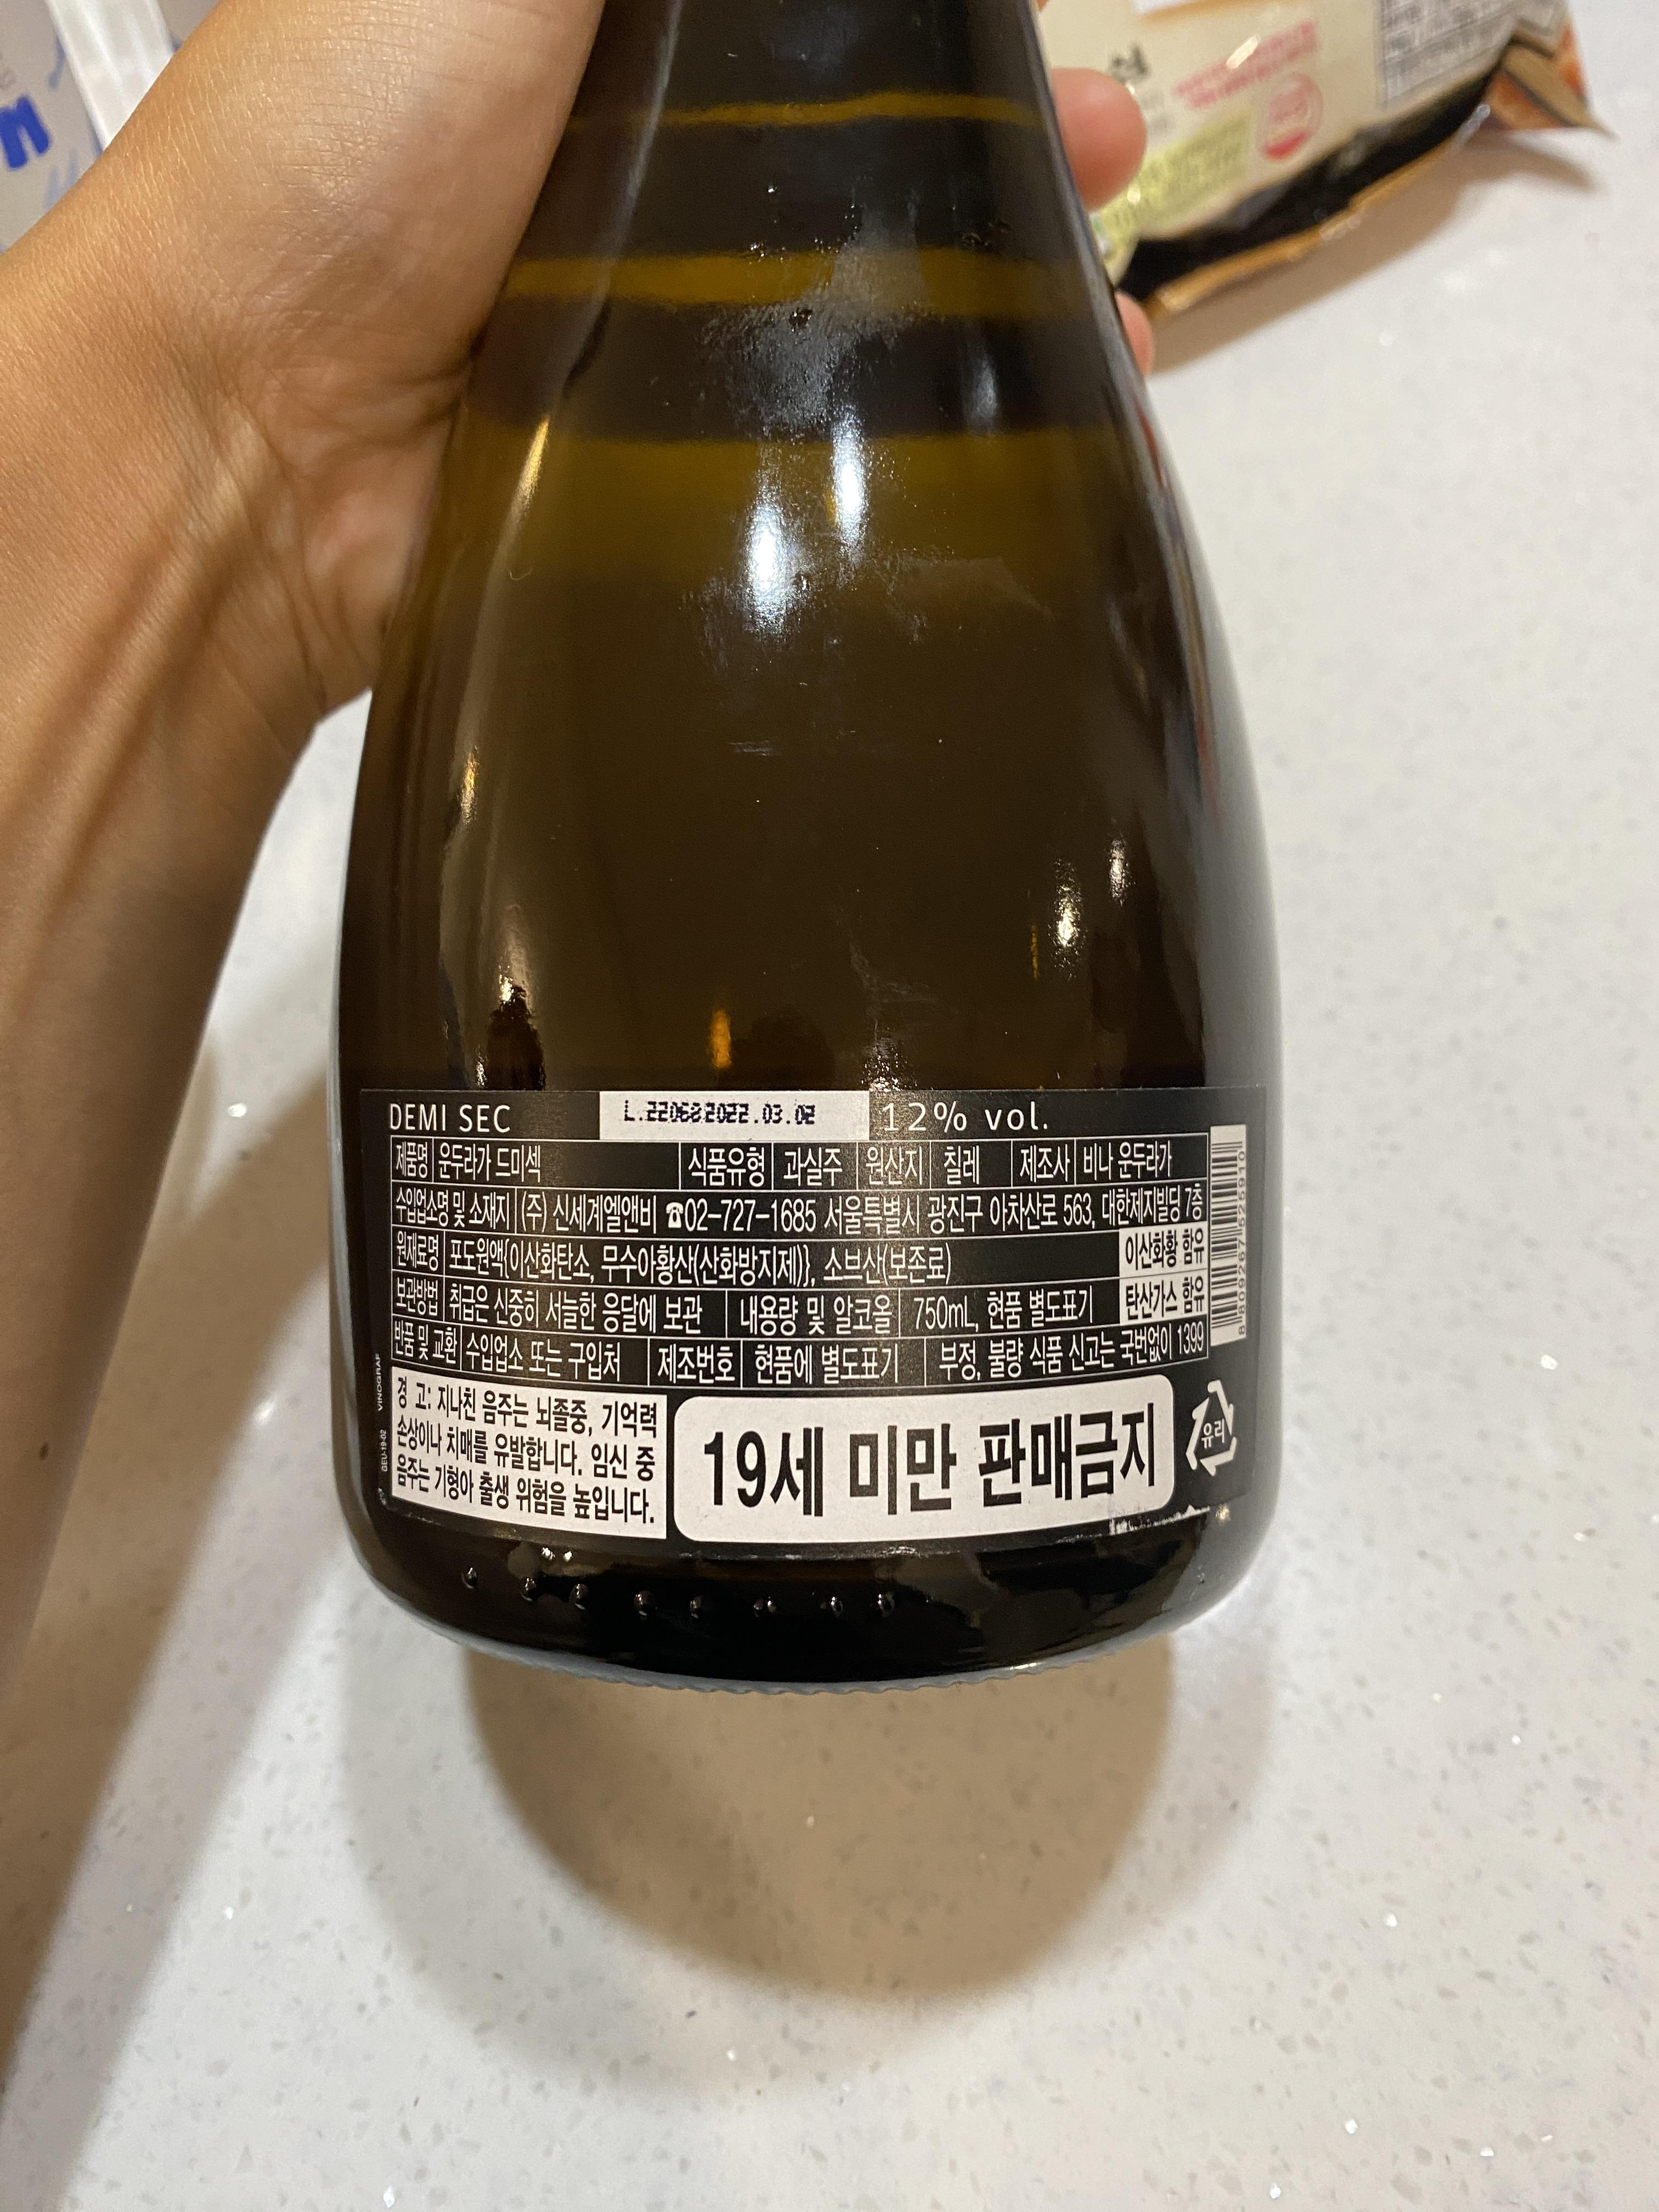 DEMI SEC L.22068 2022.03.02 12% vol.
제품명 운두라가 드미섹 식품유형 과실주 원산지 칠레 제조사 비나 운두라가
수입업소명 및 소재지 (주) 신세계엘앤비 ☎02-727-1685 서울특별시 광진구 아차산로 563, 대한제지빌딩 7층
원재료명 포도원액{이산화탄소, 무수아황산(산화방지제)}, 소브산(보존료) 이산화황 함유
보관방법 취급은 신중히 서늘한 응달에 보관 내용량 및 알코올 750mL, 현품 별도표기 탄산가스 함유
반품 및 교환 수입업소 또는 구입처 제조번호 현품에 별도표기 부정, 불량 식품 신고는 국번없이 1399
경 고: 지나친 음주는 뇌졸중, 기억력
손상이나 치매를 유발합니다. 임신 중
음주는 기형아 출생 위험을 높입니다.
19세 미만 판매금지
유리
VINOGRAF
GEU-19-02